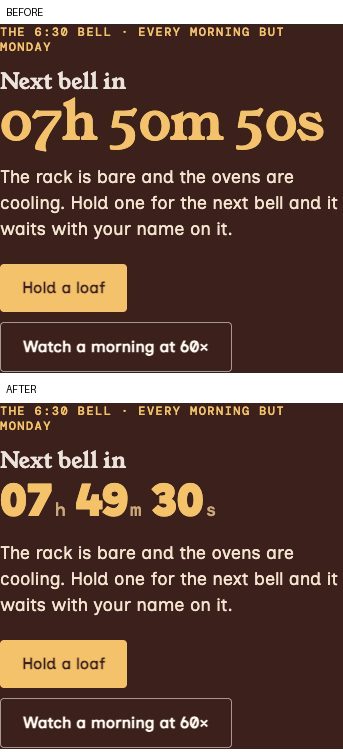 BEFORE
THE 6:30 BELL · EVERY MORNING BUT
MONDAY
Next bell in
07h 50m 50s
The rack is bare and the ovens are
cooling. Hold one for the next bell and it
waits with your name on it.
Hold a loaf
Watch a morning at 60×
AFTER
THE 6:30 BELL · EVERY MORNING BUT
MONDAY
Next bell in
07h 49m 30s
The rack is bare and the ovens are
cooling. Hold one for the next bell and it
waits with your name on it.
Hold a loaf
Watch a morning at 60×